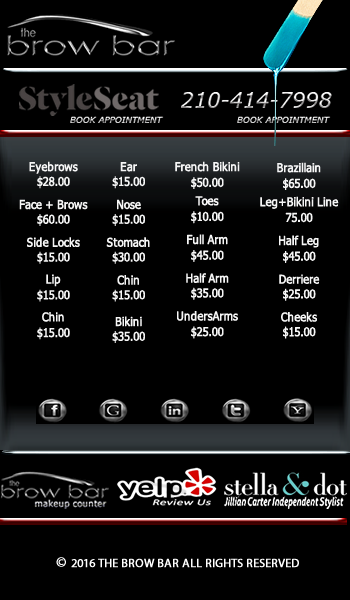 the
brow bar
StyleSeat
BOOK APPOINTMENT
210-414-7998
BOOK APPOINTMENT
Eyebrows
$28.00
Ear
$15.00
French Bikini
$50.00
Brazillain
$65.00
Face + Brows
$60.00
Nose
$15.00
Toes
$10.00
Leg+Bikini Line
75.00
Side Locks
$15.00
Stomach
$30.00
Full Arm
$45.00
Half Leg
$45.00
Lip
$15.00
Chin
$15.00
Half Arm
$35.00
Derriere
$25.00
Chin
$15.00
Bikini
$35.00
UndersArms
$25.00
Cheeks
$15.00
f
G
in
t
Y
the
brow bar
makeup counter
yelp
Review Us
stella & dot
Jillian Carter Independent Stylist
© 2016 THE BROW BAR ALL RIGHTS RESERVED